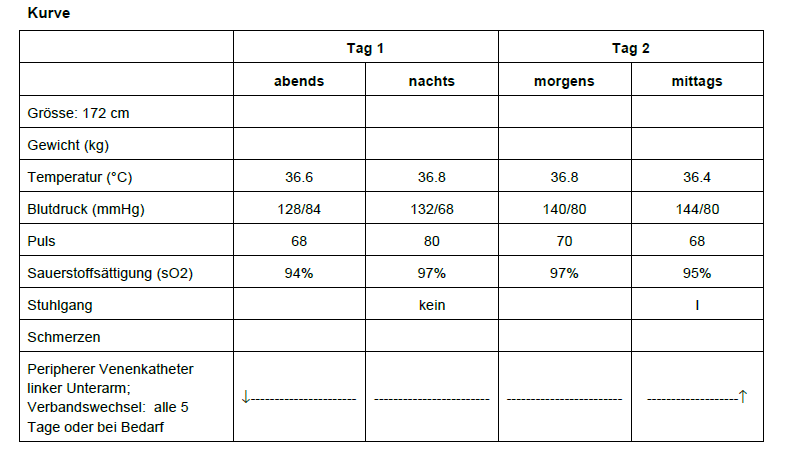 Kurve
Tag 1 Tag 2
abends nachts morgens mittags
Grösse: 172 cm
Gewicht (kg)
Temperatur (°C) 36.6 36.8 36.8 36.4
Blutdruck (mmHg) 128/84 132/68 140/80 144/80
Puls 68 80 70 68
Sauerstoffsättigung (sO2) 94% 97% 97% 95%
Stuhlgang kein I
Schmerzen
Peripherer Venenkatheter
linker Unterarm;
Verbandswechsel: alle 5
Tage oder bei Bedarf
↓---------------------- ------------------------ ------------------------ -------------------↑